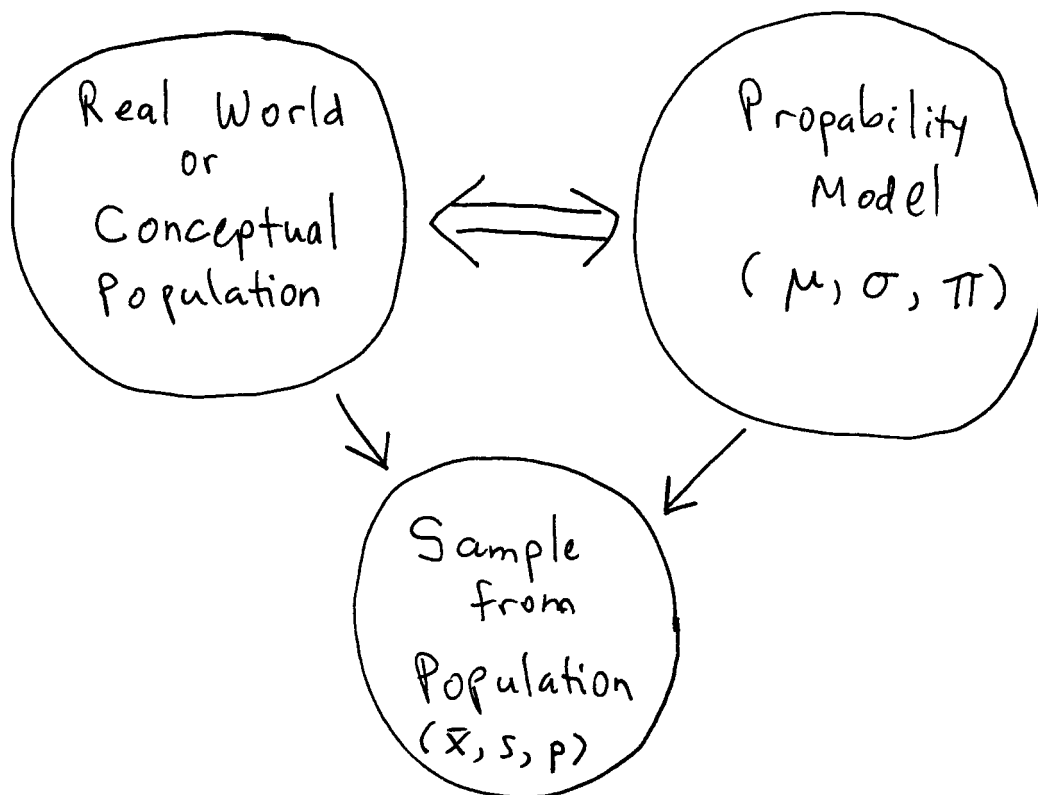 Real World
or
Conceptual
Population
Propability
Model
( μ, σ, π )
Sample
from
Population
( x̄, s, p )